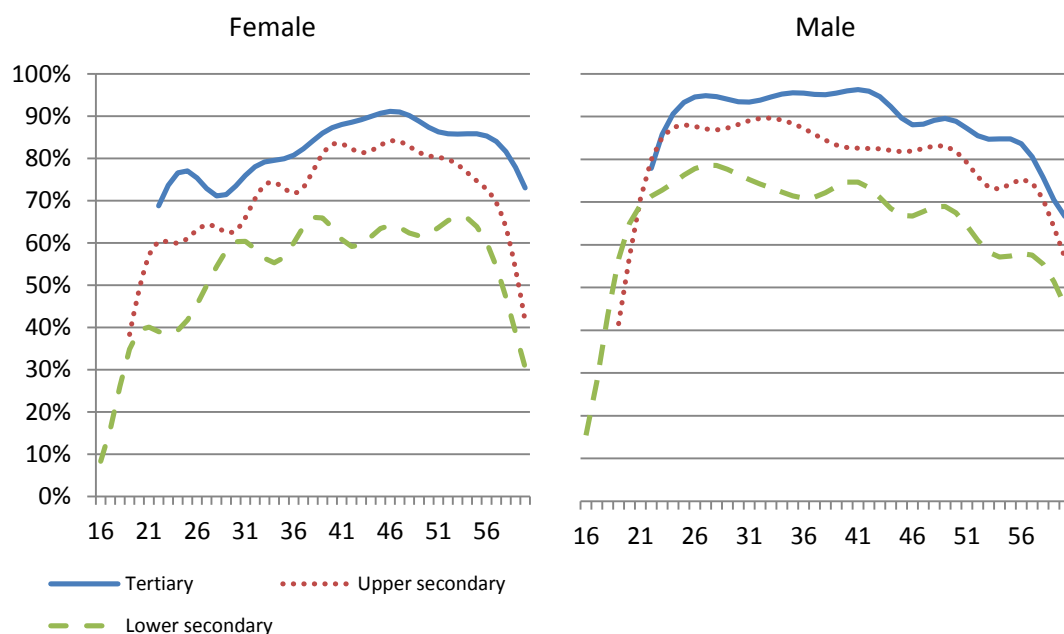 Female Male
100%
90%
80%
70%
60%
50%
40%
30%
20%
10%
0%
16 21 26 31 36 41 46 51 56 16 21 26 31 36 41 46 51 56
Tertiary Upper secondary
Lower secondary